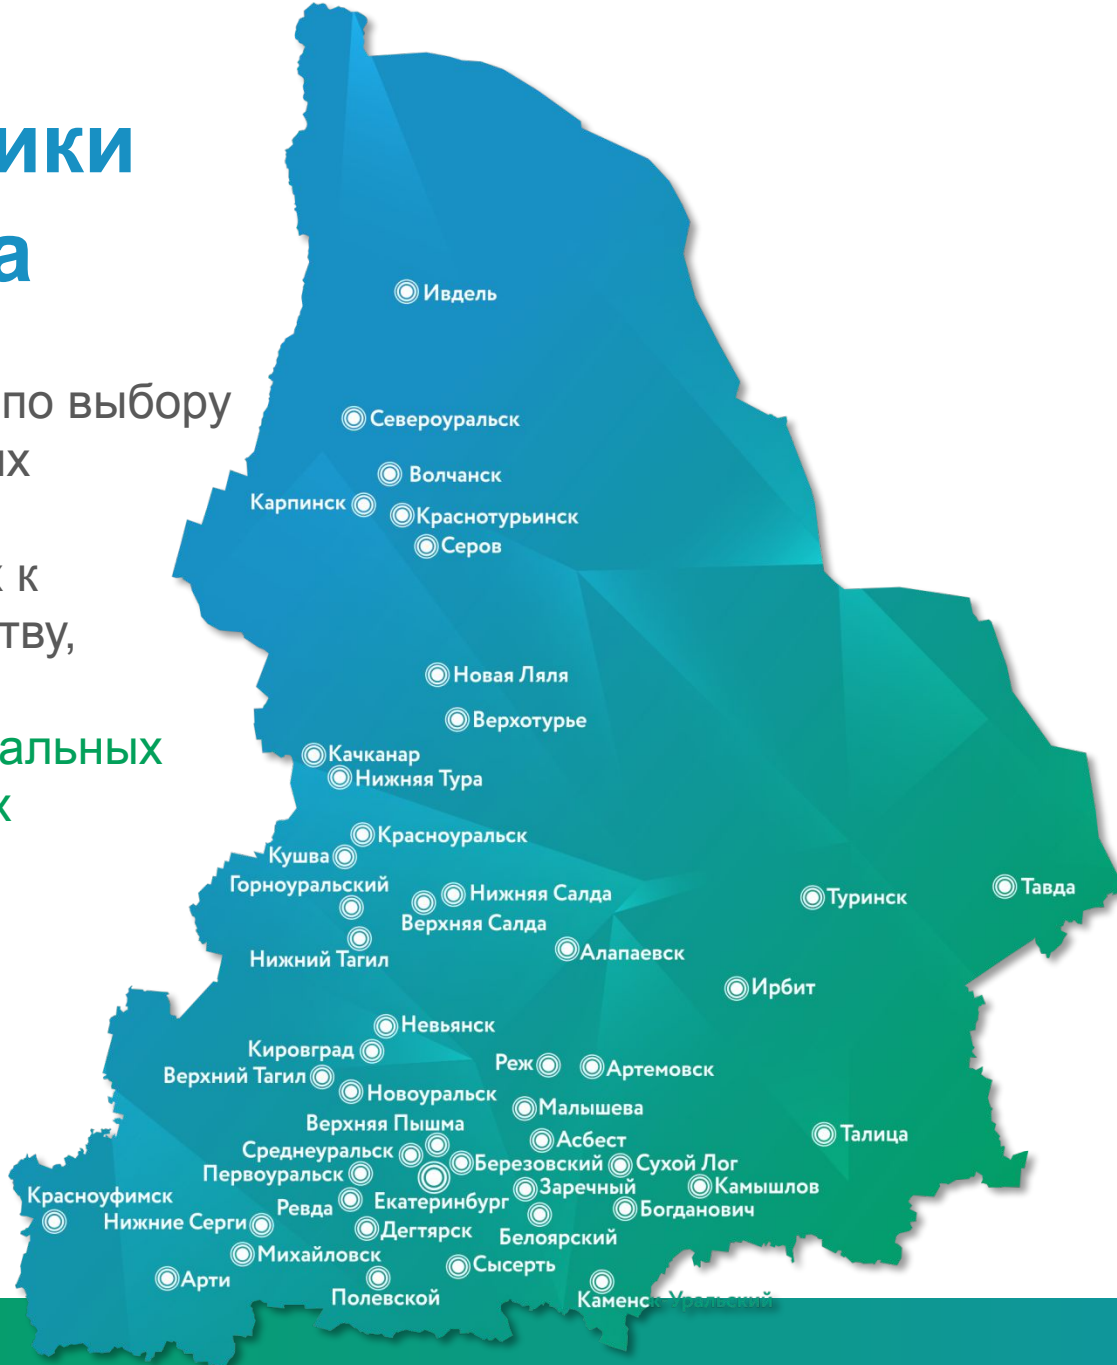 ики
а
по выбору
их
к
тву,
альных
х
Ивдель
Североуральск
Волчанск
Карпинск
Краснотурьинск
Серов
Новая Ляля
Верхотурье
Качканар
Нижняя Тура
Красноуральск
Кушва
Горноуральский
Нижняя Салда
Верхняя Салда
Туринск
Тавда
Нижний Тагил
Алапаевск
Ирбит
Невьянск
Кировград
Реж
Артемовск
Верхний Тагил
Новоуральск
Малышева
Верхняя Пышма
Асбест
Талица
Среднеуральск
Березовский
Сухой Лог
Первоуральск
Заречный
Камышлов
Красноуфимск
Ревда
Екатеринбург
Богданович
Нижние Серги
Дегтярск
Белоярский
Михайловск
Сысерть
Арти
Полевской
Каменск Уральский